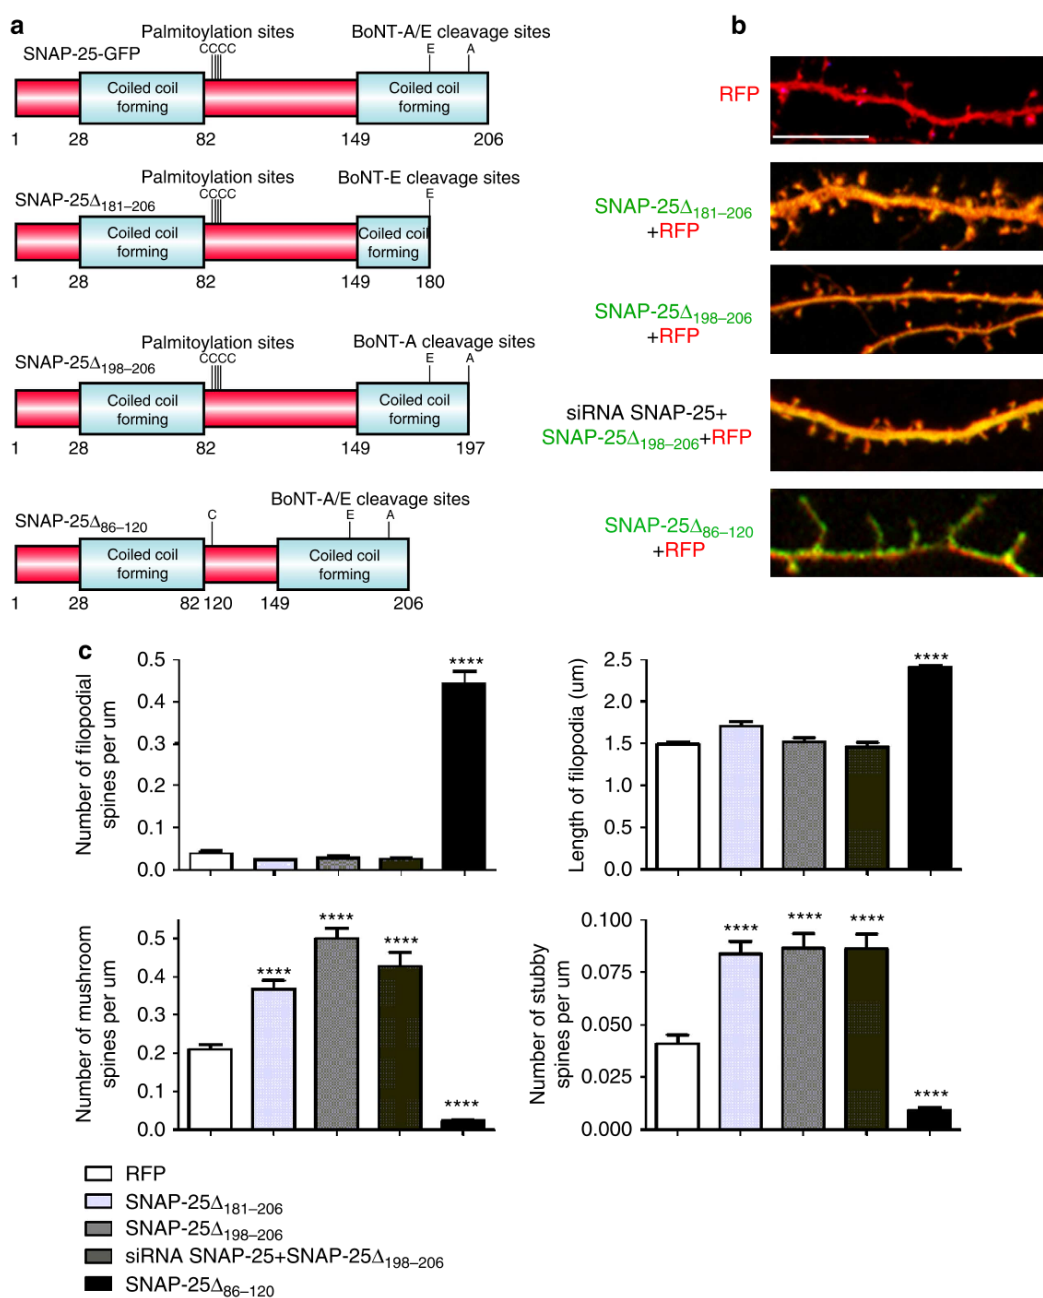 a
Palmitoylation sites
BoNT-A/E cleavage sites
SNAP-25-GFP
CCCC
E
A
Coiled coil
forming
Coiled coil
forming
1
28
82
149
206
Palmitoylation sites
BoNT-E cleavage sites
SNAP-25Δ181–206
CCCC
E
Coiled coil
forming
Coiled coil
forming
1
28
82
149
180
Palmitoylation sites
BoNT-A cleavage sites
SNAP-25Δ198–206
CCCC
E
A
Coiled coil
forming
Coiled coil
forming
1
28
82
149
197
BoNT-A/E cleavage sites
SNAP-25Δ86–120
C
E
A
Coiled coil
forming
Coiled coil
forming
1
28
82
120
149
206
b
RFP
SNAP-25Δ181–206
+RFP
SNAP-25Δ198–206
+RFP
siRNA SNAP-25+
SNAP-25Δ198–206+RFP
SNAP-25Δ86–120
+RFP
c
Number of filopodial
spines per um
0.5
0.4
0.3
0.2
0.1
0.0
****
Length of filopodia (um)
2.5
2.0
1.5
1.0
0.5
0.0
****
Number of mushroom
spines per um
0.5
0.4
0.3
0.2
0.1
0.0
****
****
****
****
Number of stubby
spines per um
0.100
0.075
0.050
0.025
0.000
****
****
****
****
RFP
SNAP-25Δ181–206
SNAP-25Δ198–206
siRNA SNAP-25+SNAP-25Δ198–206
SNAP-25Δ86–120